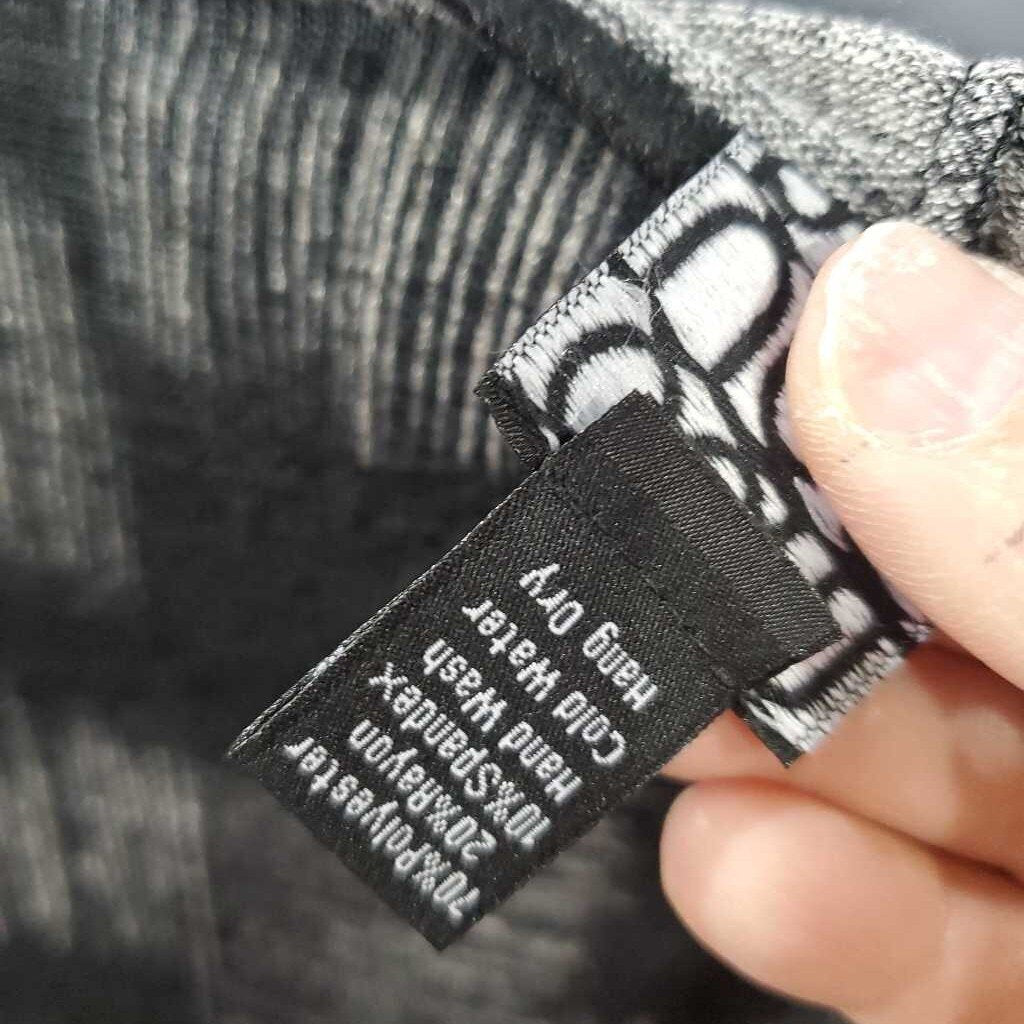 70%Polyester
20%Rayon
10%Spandex
Hand Wash
Cold Water
Hang Dry